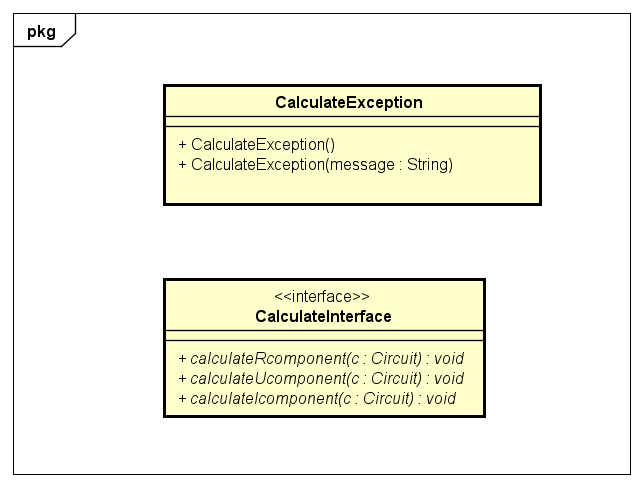 pkg
CalculateException
+ CalculateException()
+ CalculateException(message : String)
<<interface>>
CalculateInterface
+ calculateRcomponent(c : Circuit) : void
+ calculateUcomponent(c : Circuit) : void
+ calculateIcomponent(c : Circuit) : void